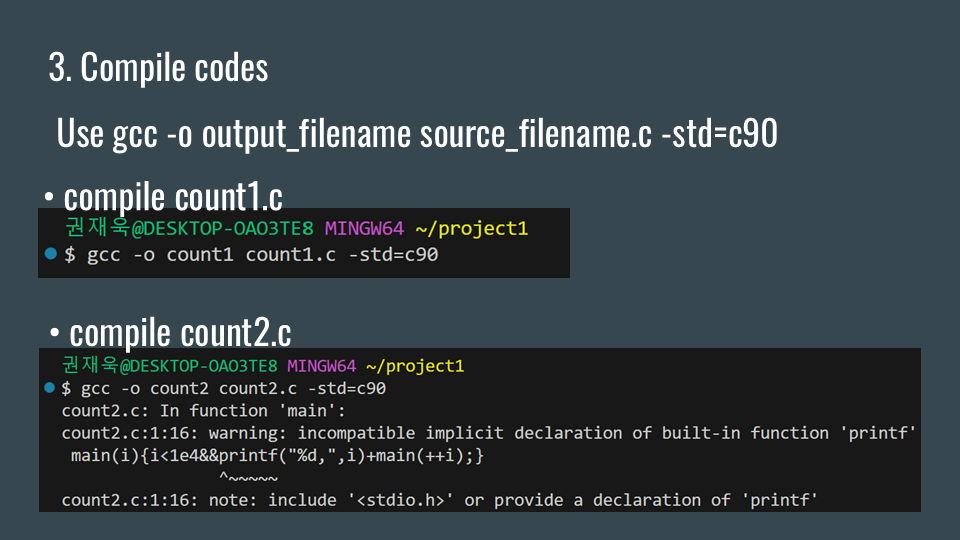 3. Compile codes
Use gcc -o output_filename source_filename.c -std=c90
• compile count1.c
권재욱@DESKTOP-OAO3TE8 MINGW64 ~/project1
$ gcc -o count1 count1.c -std=c90
• compile count2.c
권재욱@DESKTOP-OAO3TE8 MINGW64 ~/project1
$ gcc -o count2 count2.c -std=c90
count2.c: In function 'main':
count2.c:1:16: warning: incompatible implicit declaration of built-in function 'printf'
main(i){i<1e4&&printf("%d,",i)+main(++i);}
^~~~~~
count2.c:1:16: note: include '<stdio.h>' or provide a declaration of 'printf'